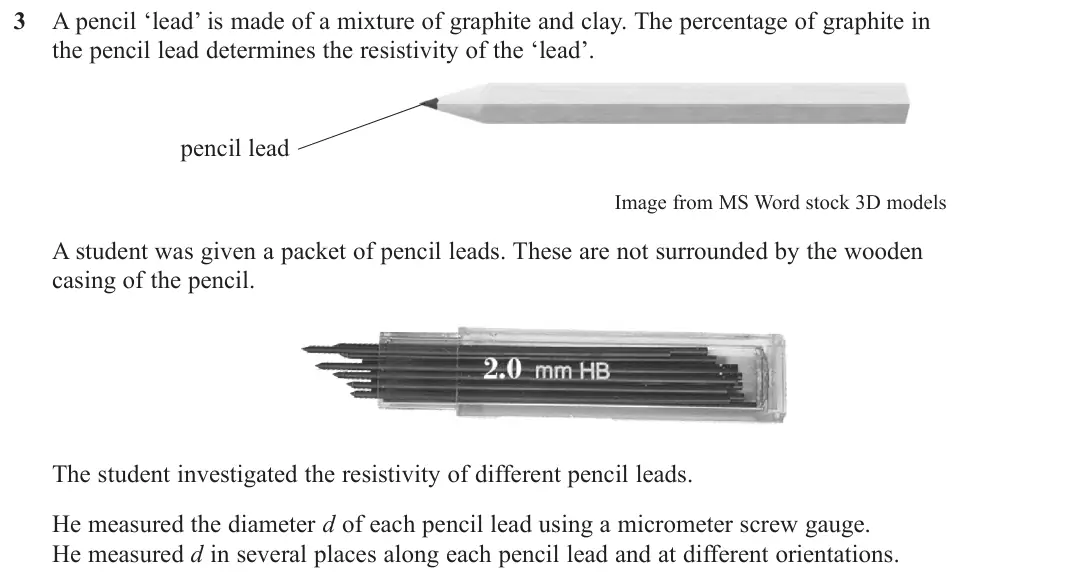 3 A pencil ‘lead’ is made of a mixture of graphite and clay. The percentage of graphite in
the pencil lead determines the resistivity of the ‘lead’.
pencil lead
Image from MS Word stock 3D models
A student was given a packet of pencil leads. These are not surrounded by the wooden
casing of the pencil.
2.0 mm HB
The student investigated the resistivity of different pencil leads.
He measured the diameter d of each pencil lead using a micrometer screw gauge.
He measured d in several places along each pencil lead and at different orientations.